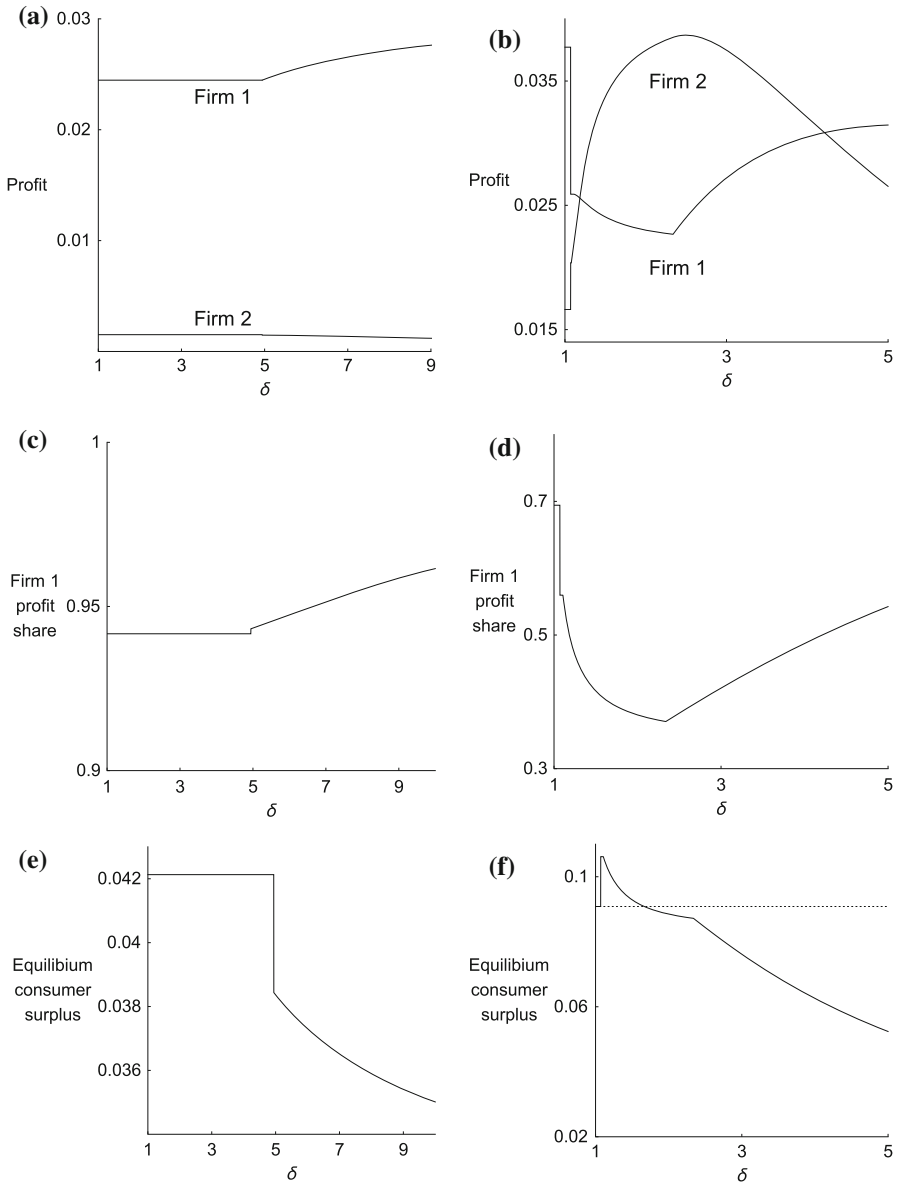 (a)
0.03
0.02
Profit
0.01
Firm 1
Firm 2
1 3 5 7 9
δ
(b)
0.035
Profit
0.025
0.015
Firm 2
Firm 1
1 3 5
δ
(c)
1
Firm 1
profit
share
0.95
0.9
1 3 5 7 9
δ
(d)
0.7
Firm 1
profit
share
0.5
0.3
1 3 5
δ
(e)
0.042
0.04
Equilibium
consumer
surplus
0.038
0.036
1 3 5 7 9
δ
(f)
0.1
Equilibium
consumer
surplus
0.06
0.02
1 3 5
δ